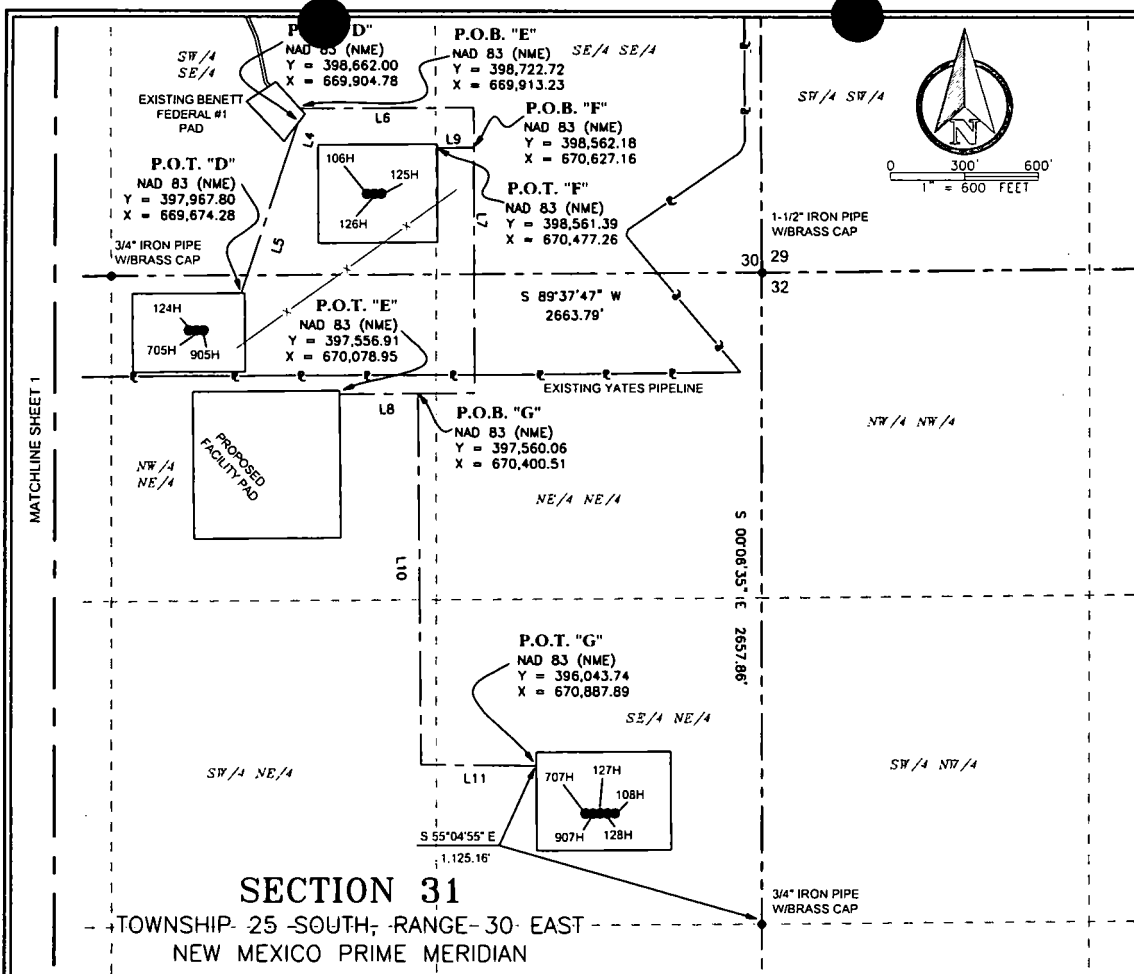 P.O.B. "D"
NAD 83 (NME)
Y = 398,662.00
X = 669,904.78
P.O.B. "E"
NAD 83 (NME)
Y = 398,722.72
X = 669,913.23
SW/4
SE/4
SE/4 SE/4
SW/4 SW/4
N
0 300' 600'
1" = 600 FEET
EXISTING BENETT
FEDERAL #1
PAD
L4
L6
L9
P.O.B. "F"
NAD 83 (NME)
Y = 398,562.18
X = 670,627.16
106H
125H
126H
P.O.T. "D"
NAD 83 (NME)
Y = 397,967.80
X = 669,674.28
P.O.T. "F"
NAD 83 (NME)
Y = 398,561.39
X = 670,477.26
L7
L5
3/4" IRON PIPE
W/BRASS CAP
1-1/2" IRON PIPE
W/BRASS CAP
30 29
32
S 89°37'47" W
2663.79'
124H
705H
905H
P.O.T. "E"
NAD 83 (NME)
Y = 397,556.91
X = 670,078.95
EXISTING YATES PIPELINE
L8
P.O.B. "G"
NAD 83 (NME)
Y = 397,560.06
X = 670,400.51
MATCHLINE SHEET 1
PROPOSED
FACILITY PAD
NW/4
NE/4
NE/4 NE/4
NW/4 NW/4
L10
S 00°06'35" E 2657.86'
P.O.T. "G"
NAD 83 (NME)
Y = 396,043.74
X = 670,887.89
SE/4 NE/4
SW/4 NE/4
SW/4 NW/4
L11
707H
127H
108H
907H
128H
S 55°04'55" E
1,125.16'
3/4" IRON PIPE
W/BRASS CAP
SECTION 31
TOWNSHIP 25 SOUTH, RANGE 30 EAST
NEW MEXICO PRIME MERIDIAN